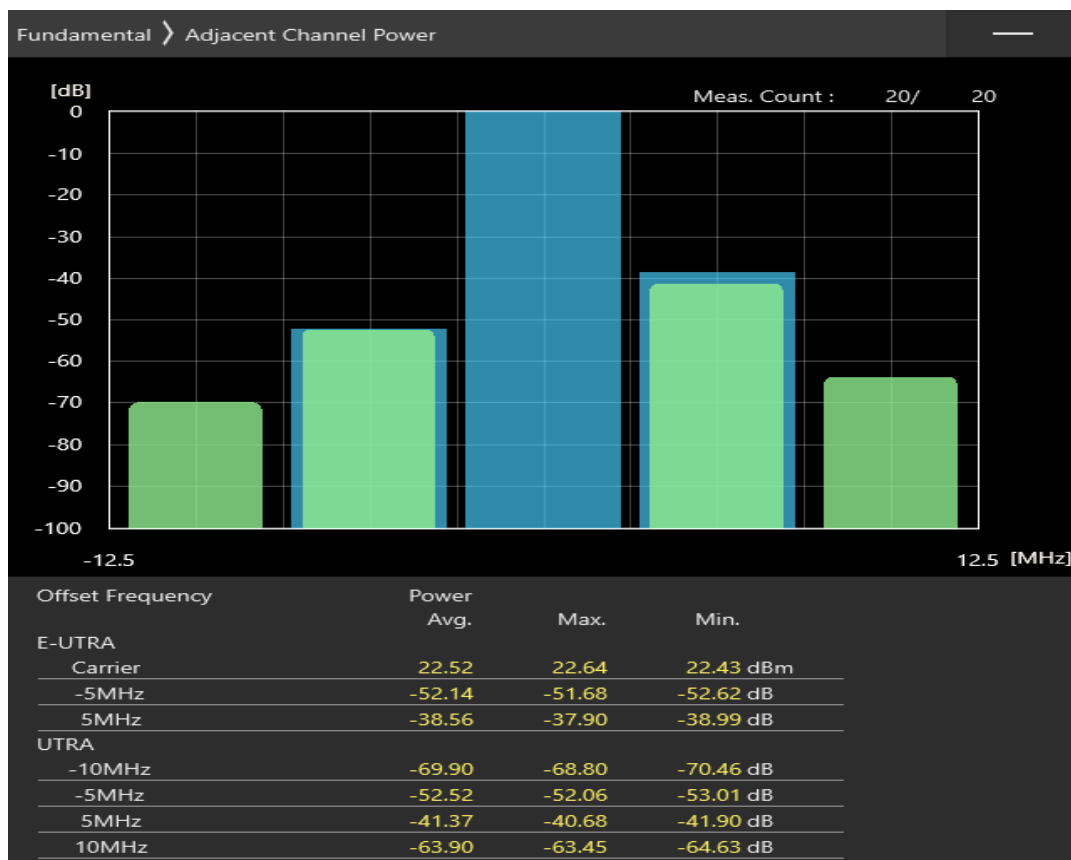 Fundamental ❯ Adjacent Channel Power
[dB]
Meas. Count : 20/ 20
0
-10
-20
-30
-40
-50
-60
-70
-80
-90
-100
-12.5 12.5 [MHz]
Offset Frequency Power
Avg. Max. Min.
E-UTRA
Carrier 22.52 22.64 22.43 dBm
-5MHz -52.14 -51.68 -52.62 dB
5MHz -38.56 -37.90 -38.99 dB
UTRA
-10MHz -69.90 -68.80 -70.46 dB
-5MHz -52.52 -52.06 -53.01 dB
5MHz -41.37 -40.68 -41.90 dB
10MHz -63.90 -63.45 -64.63 dB